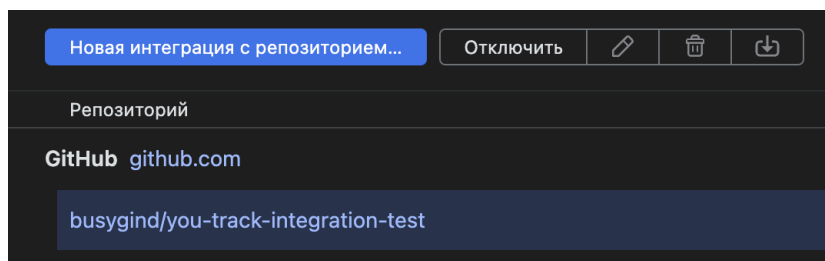 Новая интеграция с репозиторием... Отключить
Репозиторий
GitHub github.com
busygind/you-track-integration-test